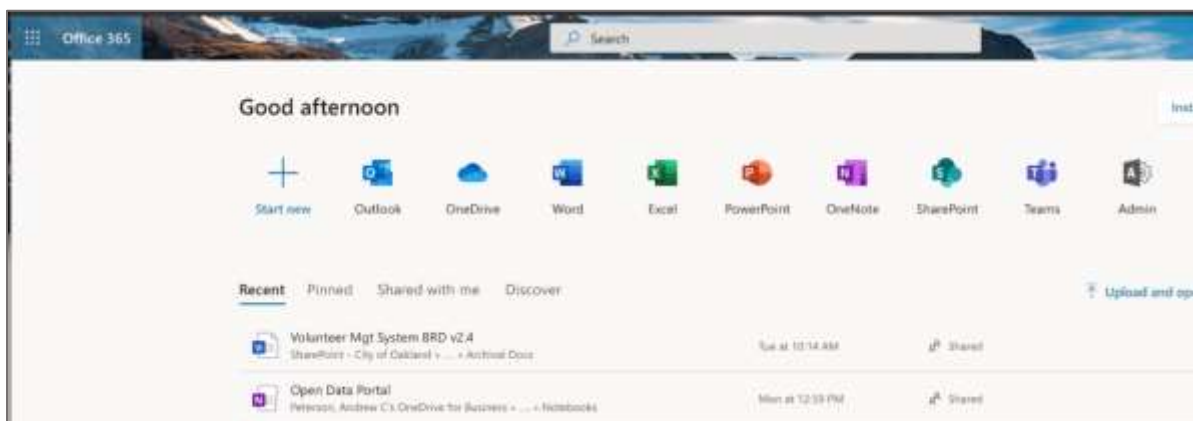 Office 365
Search
Good afternoon
Inst
Start new
Outlook
OneDrive
Word
Excel
PowerPoint
OneNote
SharePoint
Teams
Admin
Recent Pinned Shared with me Discover
Upload and ope
Volunteer Mgt System BRD v2.4
Tue at 10:14 AM
Shared
SharePoint - City of Oakland » ... » Archival Docs
Open Data Portal
Mon at 12:59 PM
Shared
Peterson, Andrew C's OneDrive for Business » ... » Notebooks